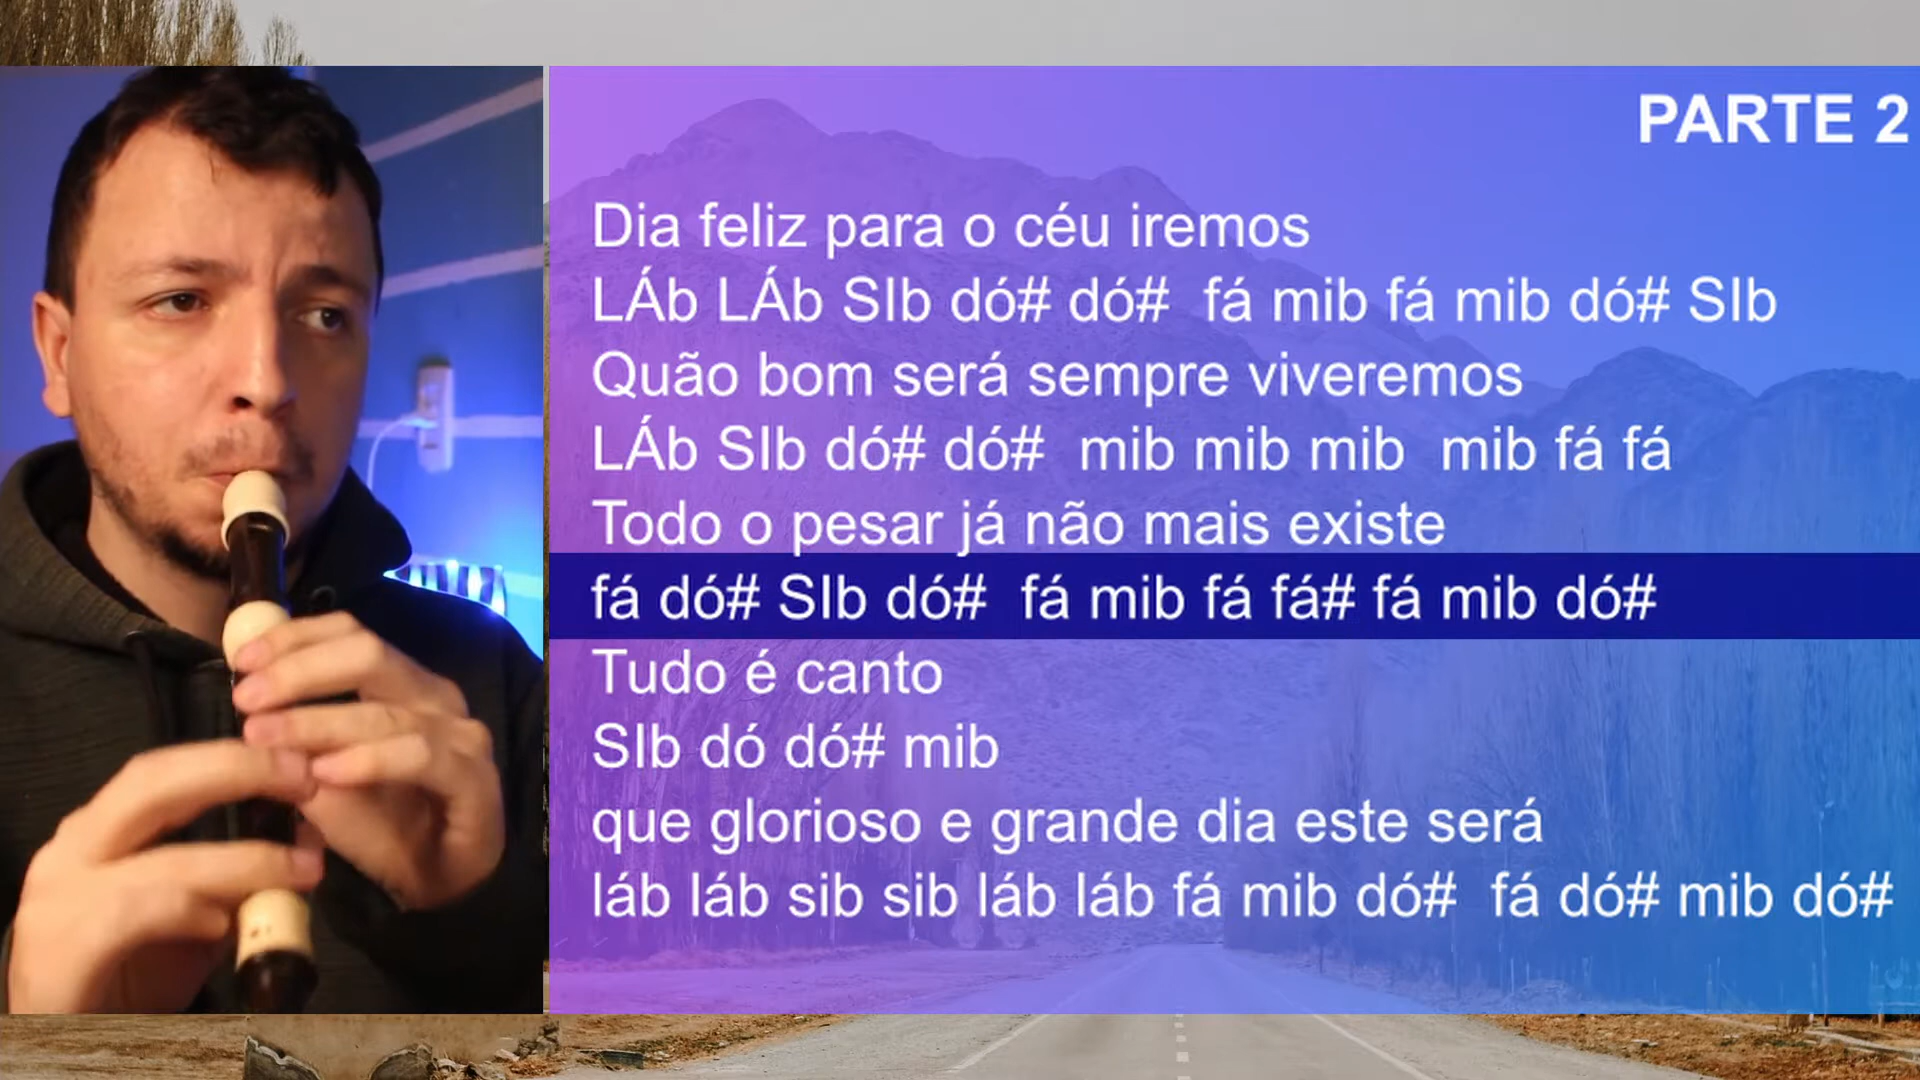 PARTE 2
Dia feliz para o céu iremos
LÁb LÁb SIb dó# dó# fá mib fá mib dó# SIb
Quão bom será sempre viveremos
LÁb SIb dó# dó# mib mib mib mib fá fá
Todo o pesar já não mais existe
fá dó# SIb dó# fá mib fá fá# fá mib dó#
Tudo é canto
SIb dó dó# mib
que glorioso e grande dia este será
láb láb sib sib láb láb fá mib dó# fá dó# mib dó#